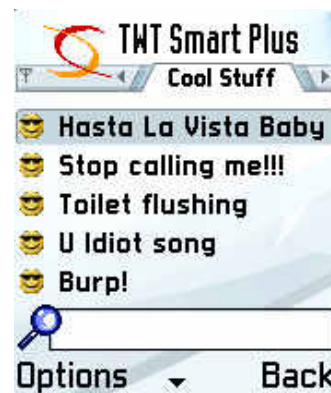 TWT Smart Plus
Cool Stuff
Hasta La Vista Baby
Stop calling me!!!
Toilet flushing
U Idiot song
Burp!
Options Back